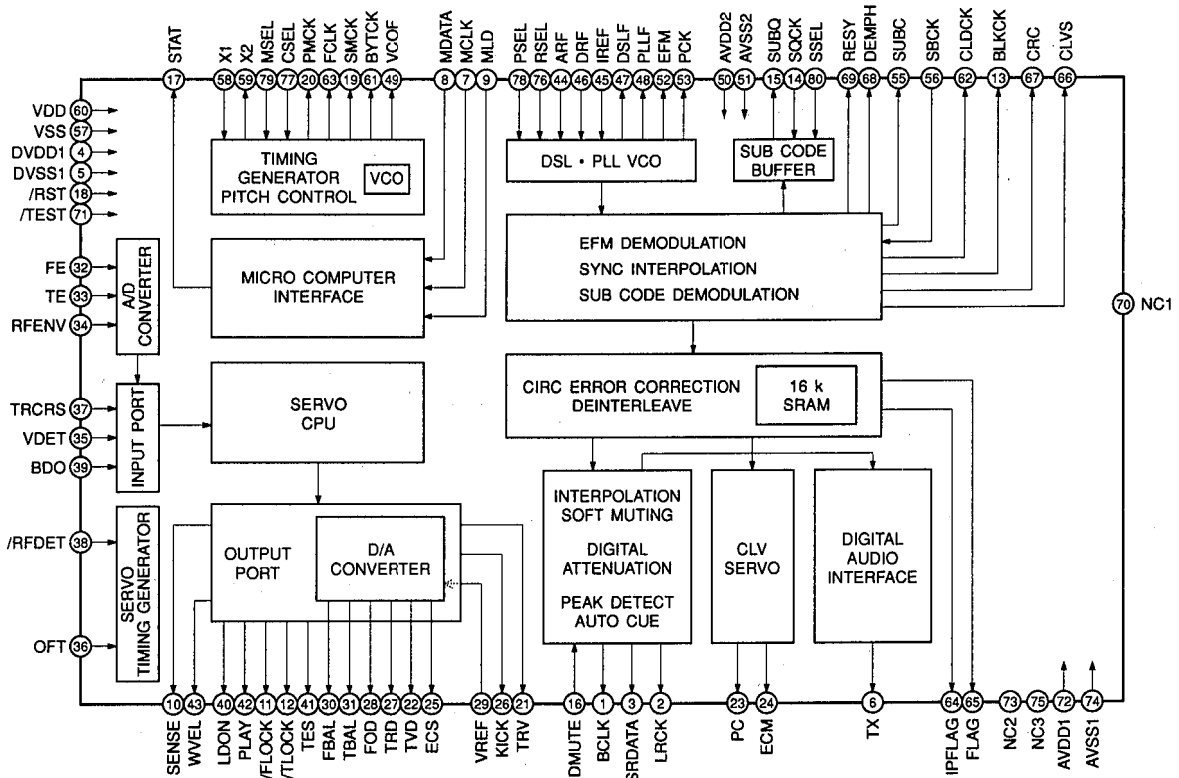 STAT
X1
X2
MSEL
CSEL
PMCK
FCLK
SMCK
BYTCK
VCOF
MDATA
MCLK
MLD
PSEL
RSEL
ARF
DRF
IREF
DSLF
PLLF
EFM
PCK
AVDD2
AVSS2
SUBQ
SQCK
SSEL
RESY
DEMPH
SUBC
SBCK
CLDCK
BLKCK
CRC
CLVS
17
58
59
79
77
20
63
19
61
49
8
7
9
78
76
44
46
45
47
48
52
53
50
51
15
14
80
69
68
55
56
62
13
67
66
VDD 60
VSS 57
DVDD1 4
DVSS1 5
/RST 18
/TEST 71
FE 32
TE 33
RFENV 34
TRCRS 37
VDET 35
BDO 39
/RFDET 38
OFT 36
TIMING
GENERATOR
PITCH CONTROL
VCO
DSL • PLL VCO
SUB CODE
BUFFER
A/D
CONVERTER
MICRO COMPUTER
INTERFACE
EFM DEMODULATION
SYNC INTERPOLATION
SUB CODE DEMODULATION
70 NC1
INPUT PORT
SERVO
CPU
CIRC ERROR CORRECTION
DEINTERLEAVE
16 k
SRAM
SERVO
TIMING GENERATOR
OUTPUT
PORT
D/A
CONVERTER
INTERPOLATION
SOFT MUTING
DIGITAL
ATTENUATION
PEAK DETECT
AUTO CUE
CLV
SERVO
DIGITAL
AUDIO
INTERFACE
10
43
40
42
11
12
41
30
31
28
27
22
25
29
26
21
16
1
3
2
23
24
6
64
65
73
75
72
74
SENSE
WVEL
LDON
PLAY
/FLOCK
/TLOCK
TES
FBAL
TBAL
FOD
TRD
TVD
ECS
VREF
KICK
TRV
DMUTE
BCLK
SRDATA
LRCK
PC
ECM
TX
IPFLAG
FLAG
NC2
NC3
AVDD1
AVSS1